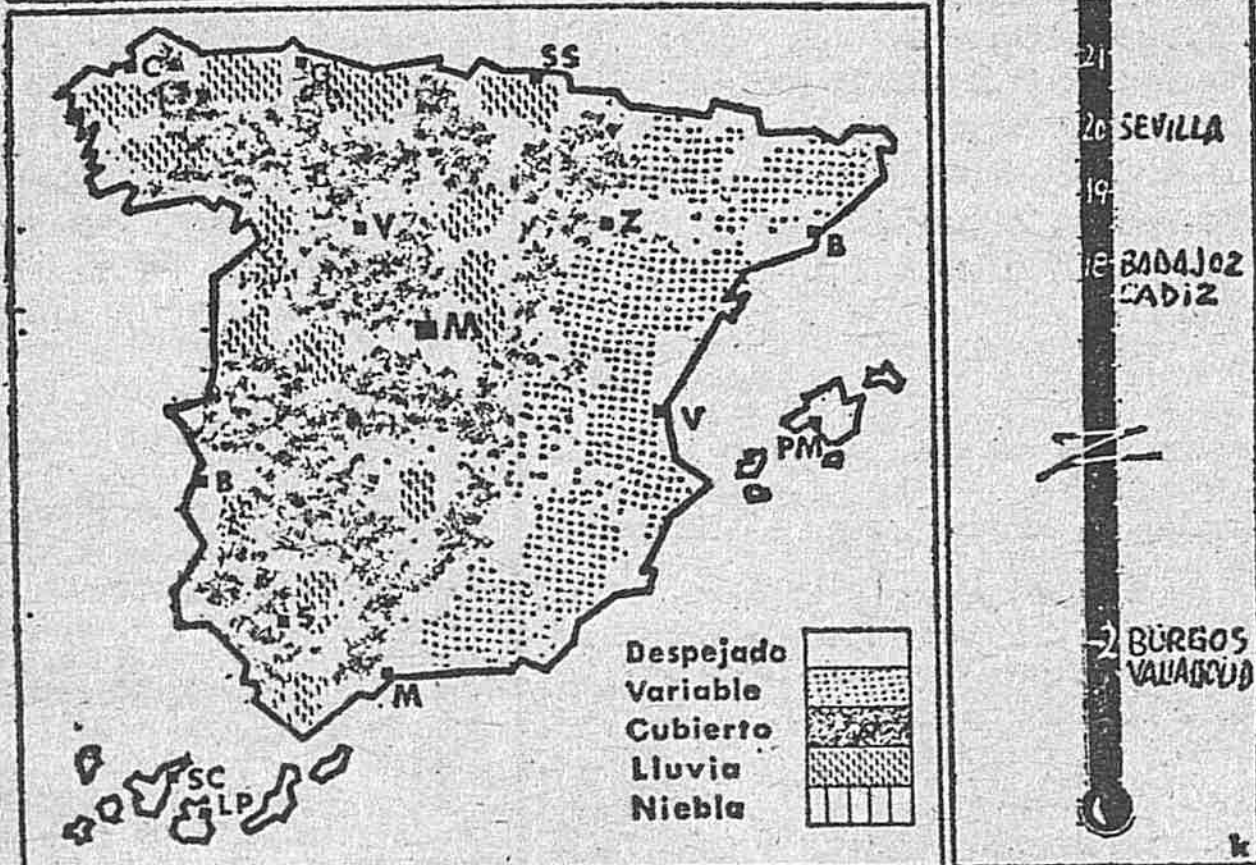 C
G
SS
V
Z
B
M
V
PM
B
S
M
SC
LP
Despejado
Variable
Cubierto
Lluvia
Niebla
21
20 SEVILLA
19
18 BADAJOZ
CADIZ
2 BURGOS
VALLADOLID
k